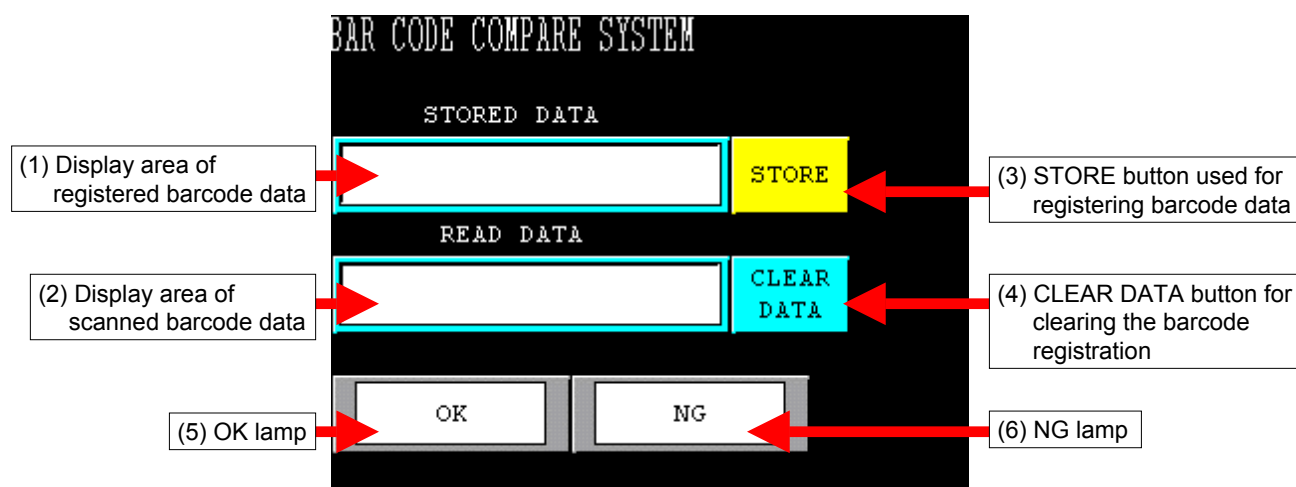 BAR CODE COMPARE SYSTEM
STORED DATA
(1) Display area of
registered barcode data
STORE
(3) STORE button used for
registering barcode data
READ DATA
(2) Display area of
scanned barcode data
CLEAR
DATA
(4) CLEAR DATA button for
clearing the barcode
registration
(5) OK lamp
OK
NG
(6) NG lamp